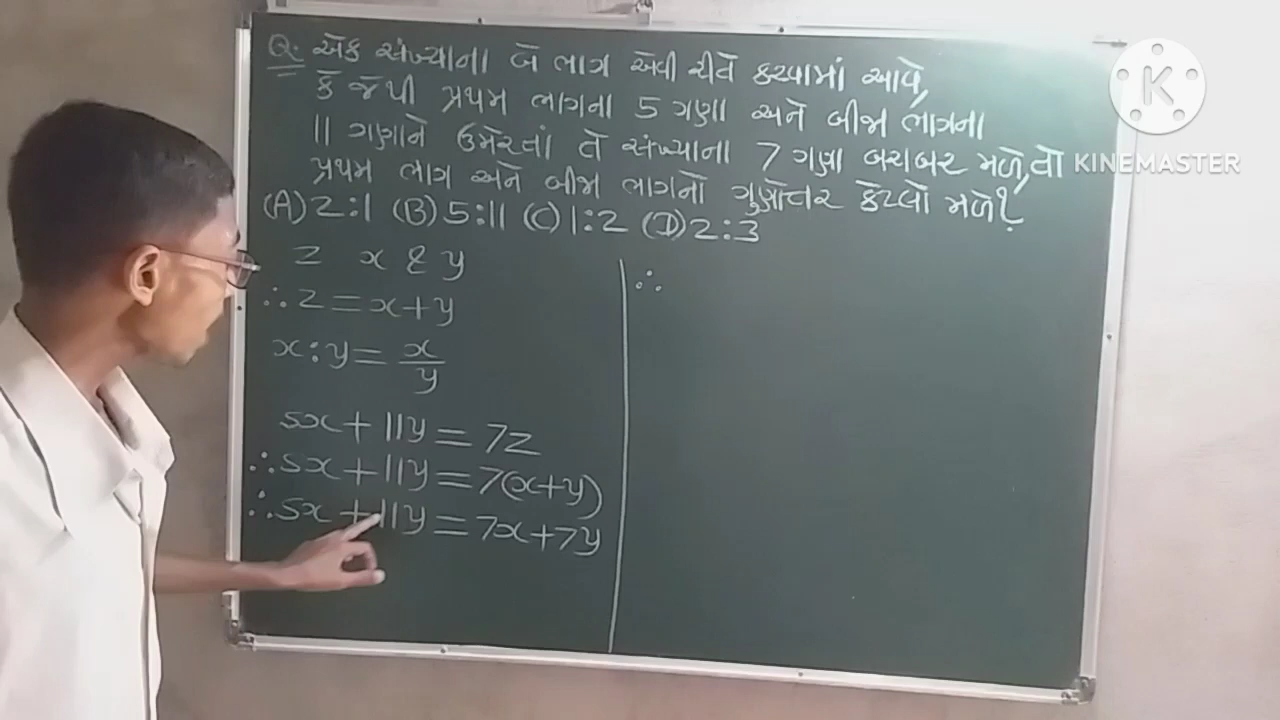 Q. એક સંખ્યાના બે ભાગ એવી રીતે કરવામાં આવે,
કે જેથી પ્રથમ ભાગના 5 ગણા અને બીજા ભાગના
11 ગણાને ઉમેરતાં તે સંખ્યાના 7 ગણા બરાબર મળે, તો
પ્રથમ ભાગ અને બીજા ભાગનો ગુણોત્તર કેટલો મળે?
(A) 2:1 (B) 5:11 (C) 1:2 (D) 2:3
z x & y
∴ z = x+y
x:y = x/y
5x + 11y = 7z
∴ 5x + 11y = 7(x+y)
∴ 5x + 11y = 7x + 7y
∴
K
KINEMASTER